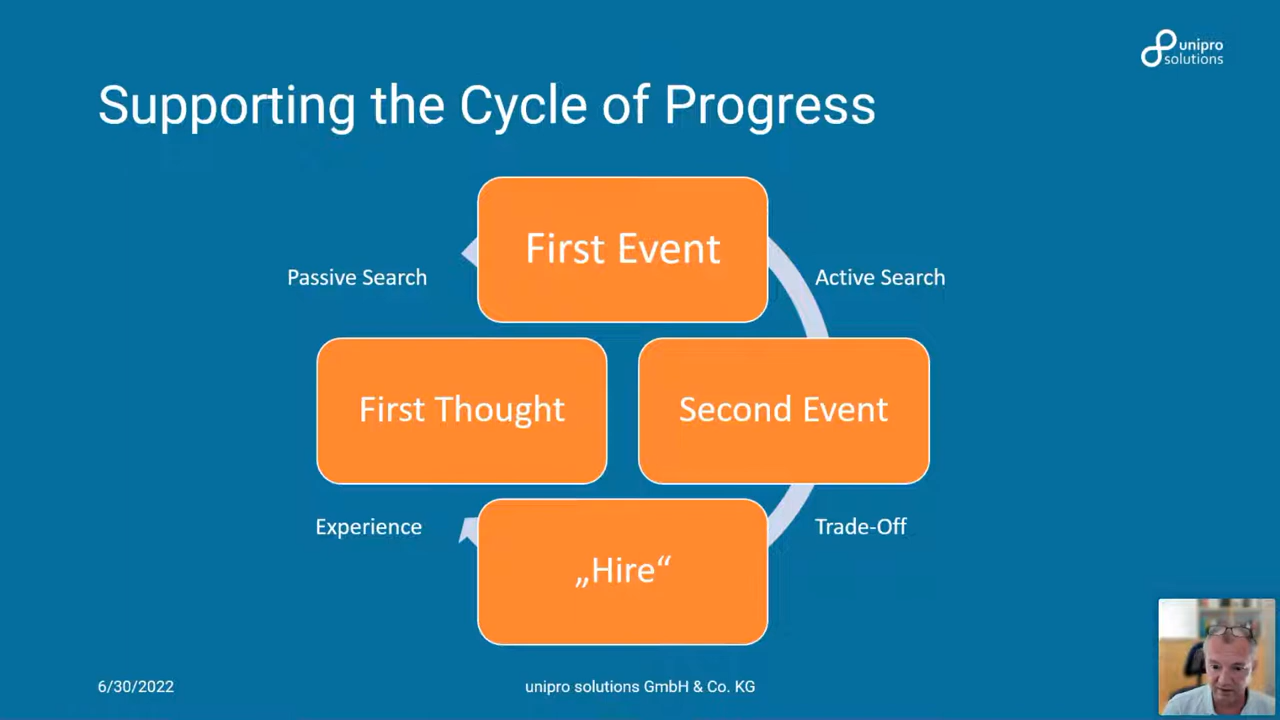 unipro
solutions
Supporting the Cycle of Progress
First Event
Passive Search
Active Search
First Thought
Second Event
Experience
Trade-Off
„Hire“
6/30/2022
unipro solutions GmbH & Co. KG